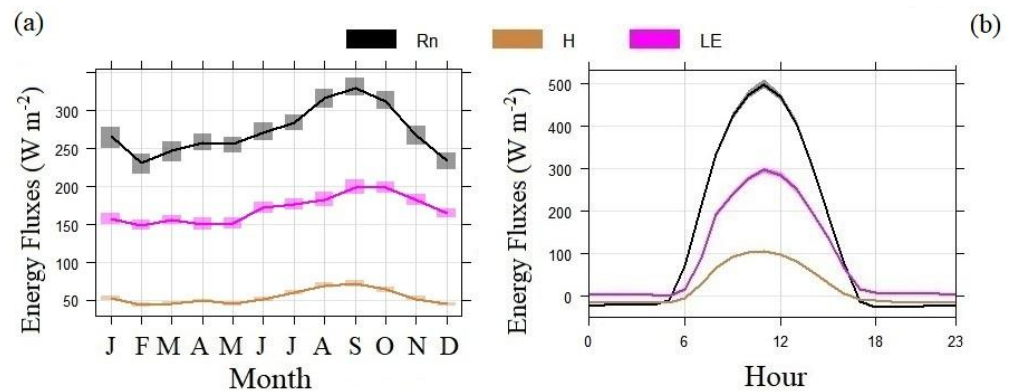 (a)
Rn H LE
(b)
Energy Fluxes (W m⁻²)
300
250
200
150
100
50
J F M A M J J A S O N D
Month
Energy Fluxes (W m⁻²)
500
400
300
200
100
0
0 6 12 18 23
Hour